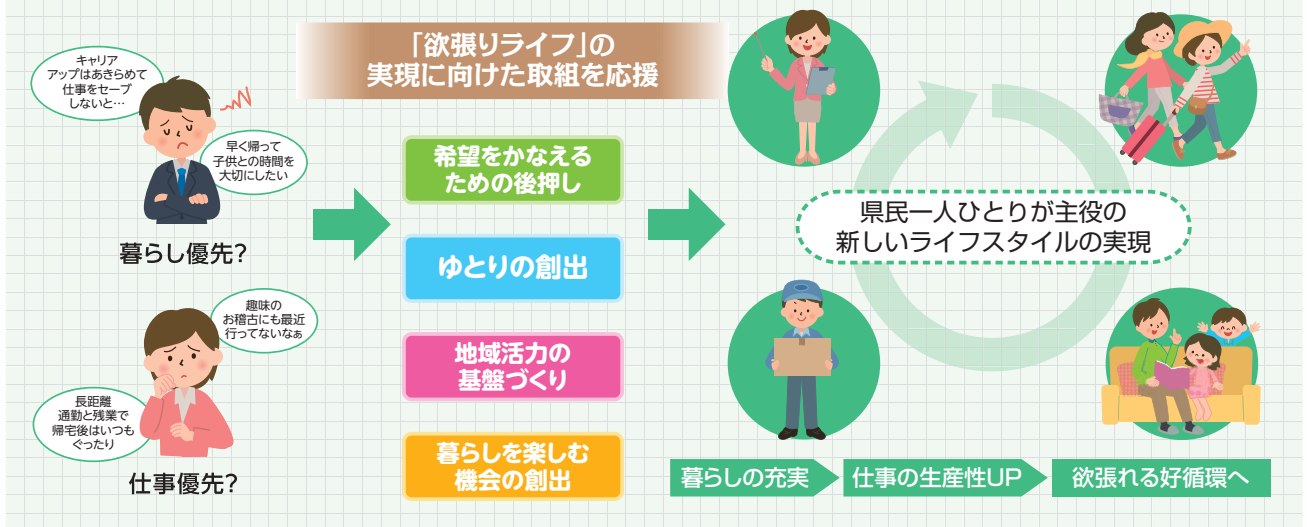 キャリア
アップはあきらめて
仕事をセーブ
しないと…
早く帰って
子供との時間を
大切にしたい
暮らし優先?
趣味の
お稽古にも最近
行ってないなぁ
長距離
通勤と残業で
帰宅後はいつも
ぐったり
仕事優先?
「欲張りライフ」の
実現に向けた取組を応援
希望をかなえる
ための後押し
ゆとりの創出
地域活力の
基盤づくり
暮らしを楽しむ
機会の創出
県民一人ひとりが主役の
新しいライフスタイルの実現
暮らしの充実
仕事の生産性UP
欲張れる好循環へ